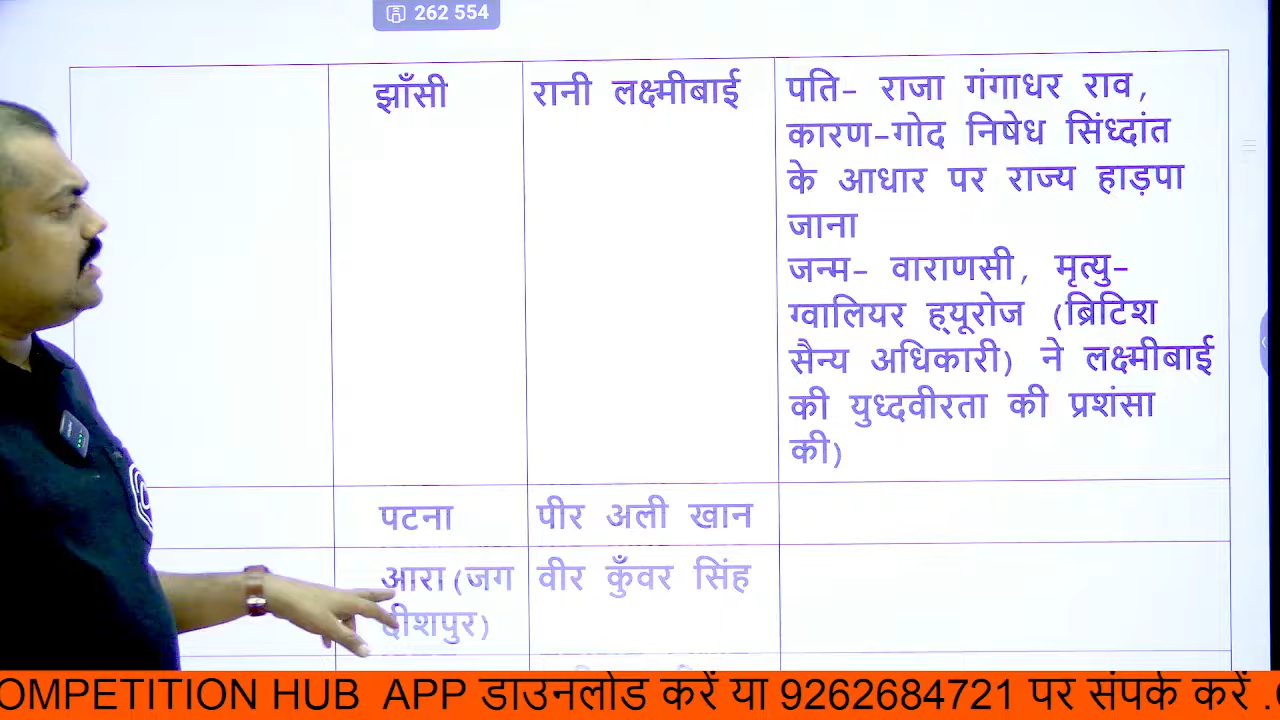 262 554
झाँसी
रानी लक्ष्मीबाई
पति- राजा गंगाधर राव,
कारण-गोद निषेध सिंध्दांत
के आधार पर राज्य हाड़पा
जाना
जन्म- वाराणसी, मृत्यु-
ग्वालियर ह्यूरोज (ब्रिटिश
सैन्य अधिकारी) ने लक्ष्मीबाई
की युध्दवीरता की प्रशंसा
की)
पटना
पीर अली खान
आरा(जग
दीशपुर)
वीर कुँवर सिंह
OMPETITION HUB APP डाउनलोड करें या 9262684721 पर संपर्क करें .